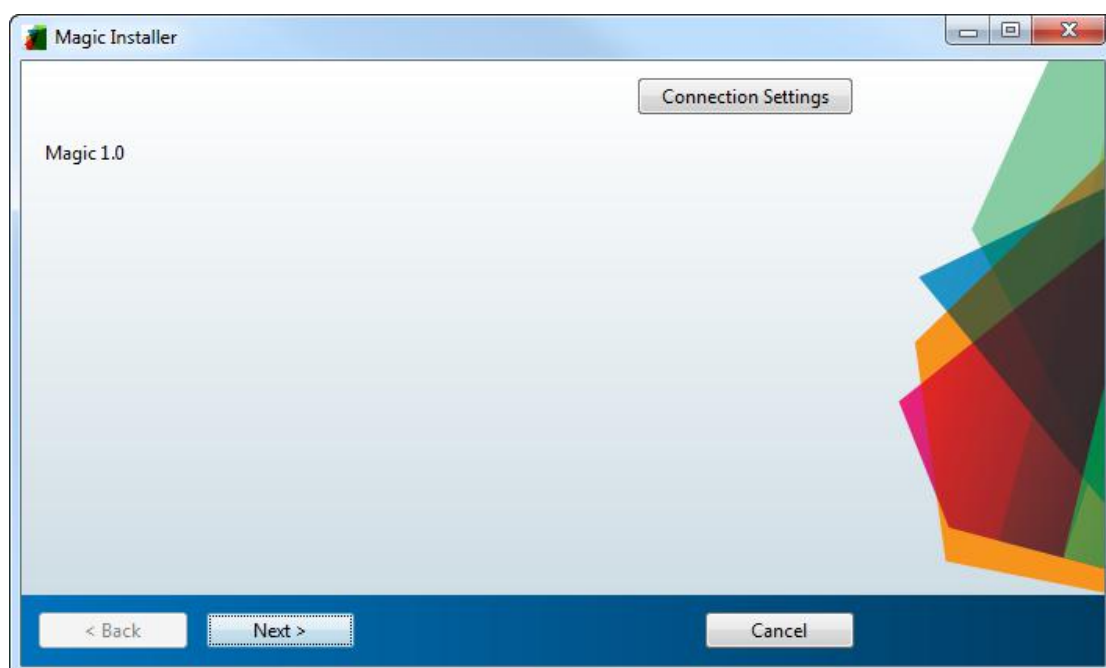 Magic Installer
Connection Settings
Magic 1.0
< Back
Next >
Cancel